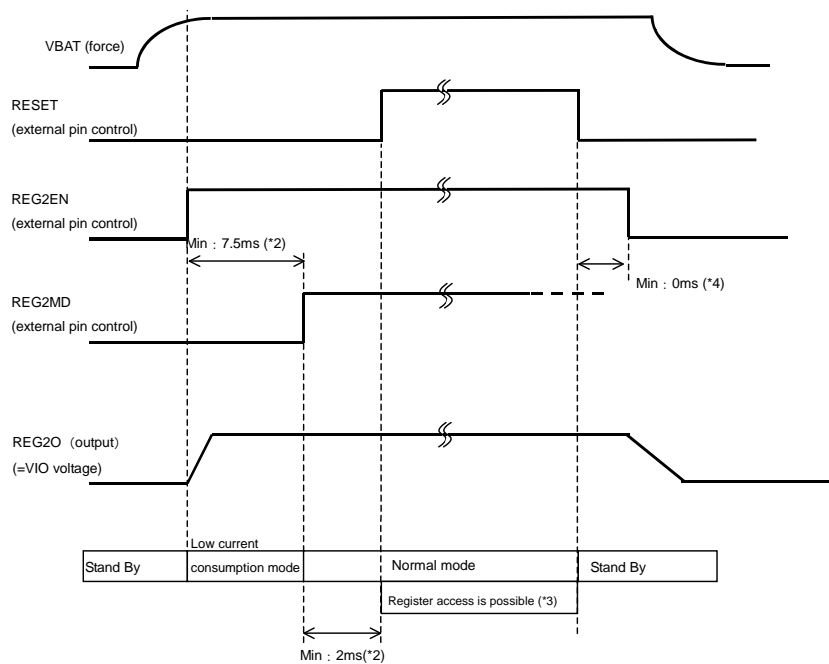 VBAT (force)
RESET
(external pin control)
REG2EN
(external pin control)
Min : 7.5ms (*2)
Min : 0ms (*4)
REG2MD
(external pin control)
REG2O (output)
(=VIO voltage)
Stand By
Low current
consumption mode
Normal mode
Stand By
Register access is possible (*3)
Min : 2ms(*2)